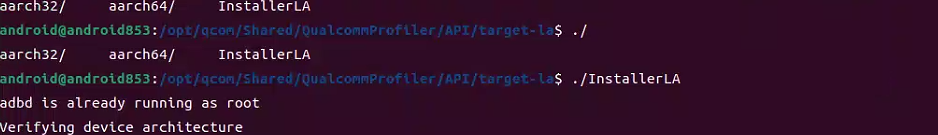 aarch32/ aarch64/ InstallerLA
android@android853:/opt/qcom/Shared/QualcommProfiler/API/target-la$ ./
aarch32/ aarch64/ InstallerLA
android@android853:/opt/qcom/Shared/QualcommProfiler/API/target-la$ ./InstallerLA
adbd is already running as root
Verifying device architecture